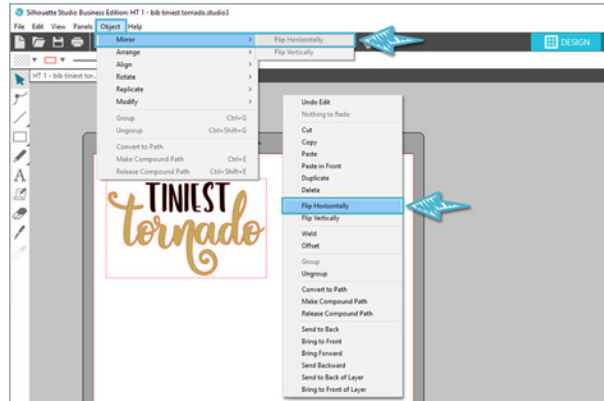 Silhouette Studio Business Edition: HT 1 - bib tiniest tornado.studio3
File Edit View Panels Object Help
DESIGN
HT 1 - bib tiniest tor...
Mirror
Arrange
Align
Rotate
Replicate
Modify
Group Ctrl+G
Ungroup Ctrl+Shift+G
Convert to Path
Make Compound Path Ctrl+E
Release Compound Path Ctrl+Shift+E
Flip Horizontally
Flip Vertically
Undo Edit
Nothing to Redo
Cut
Copy
Paste
Paste in Front
Duplicate
Delete
Flip Horizontally
Flip Vertically
Weld
Offset
Group
Ungroup
Convert to Path
Make Compound Path
Release Compound Path
Send to Back
Bring to Front
Bring Forward
Send Backward
Send to Back of Layer
Bring to Front of Layer
TINIEST
tornado